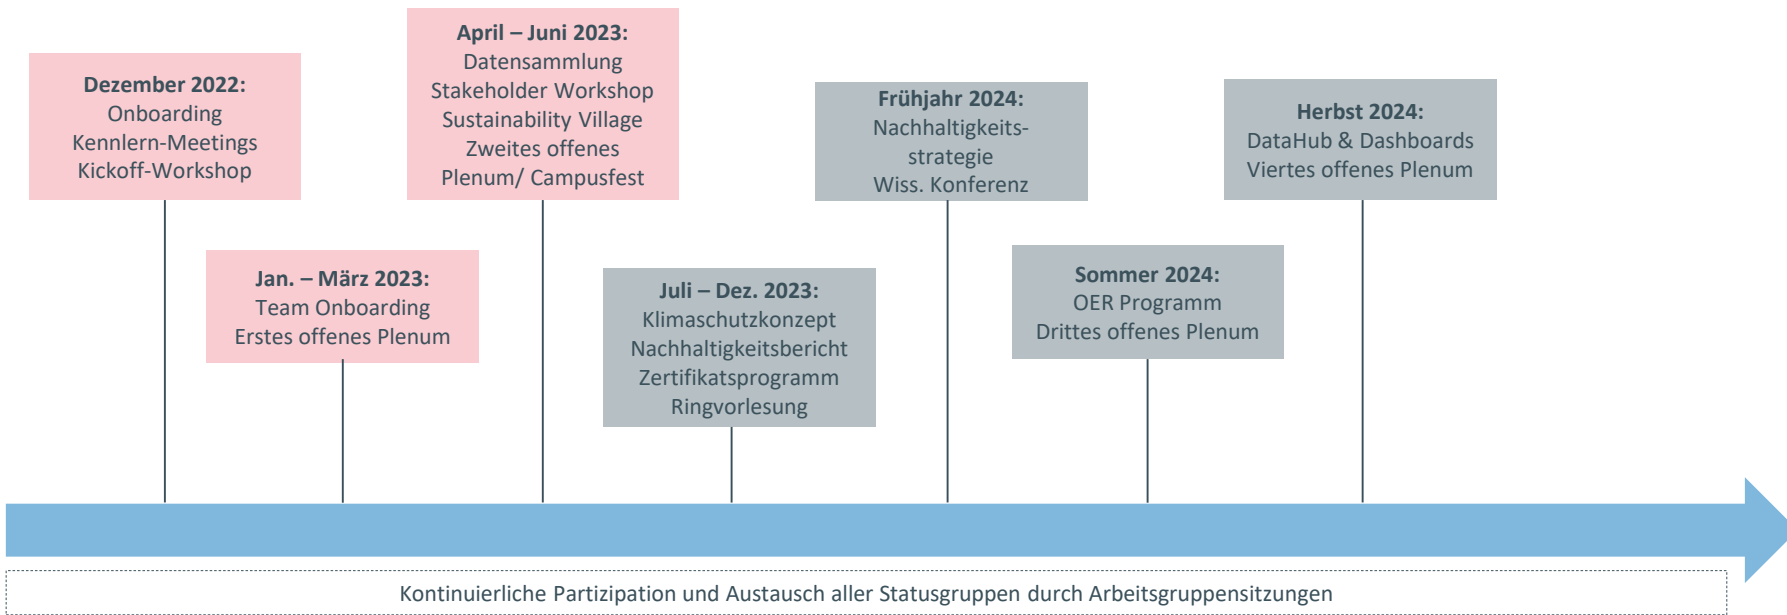 Dezember 2022:
Onboarding
Kennlern-Meetings
Kickoff-Workshop
Jan. – März 2023:
Team Onboarding
Erstes offenes Plenum
April – Juni 2023:
Datensammlung
Stakeholder Workshop
Sustainability Village
Zweites offenes
Plenum/ Campusfest
Juli – Dez. 2023:
Klimaschutzkonzept
Nachhaltigkeitsbericht
Zertifikatsprogramm
Ringvorlesung
Frühjahr 2024:
Nachhaltigkeits-
strategie
Wiss. Konferenz
Sommer 2024:
OER Programm
Drittes offenes Plenum
Herbst 2024:
DataHub & Dashboards
Viertes offenes Plenum
Kontinuierliche Partizipation und Austausch aller Statusgruppen durch Arbeitsgruppensitzungen